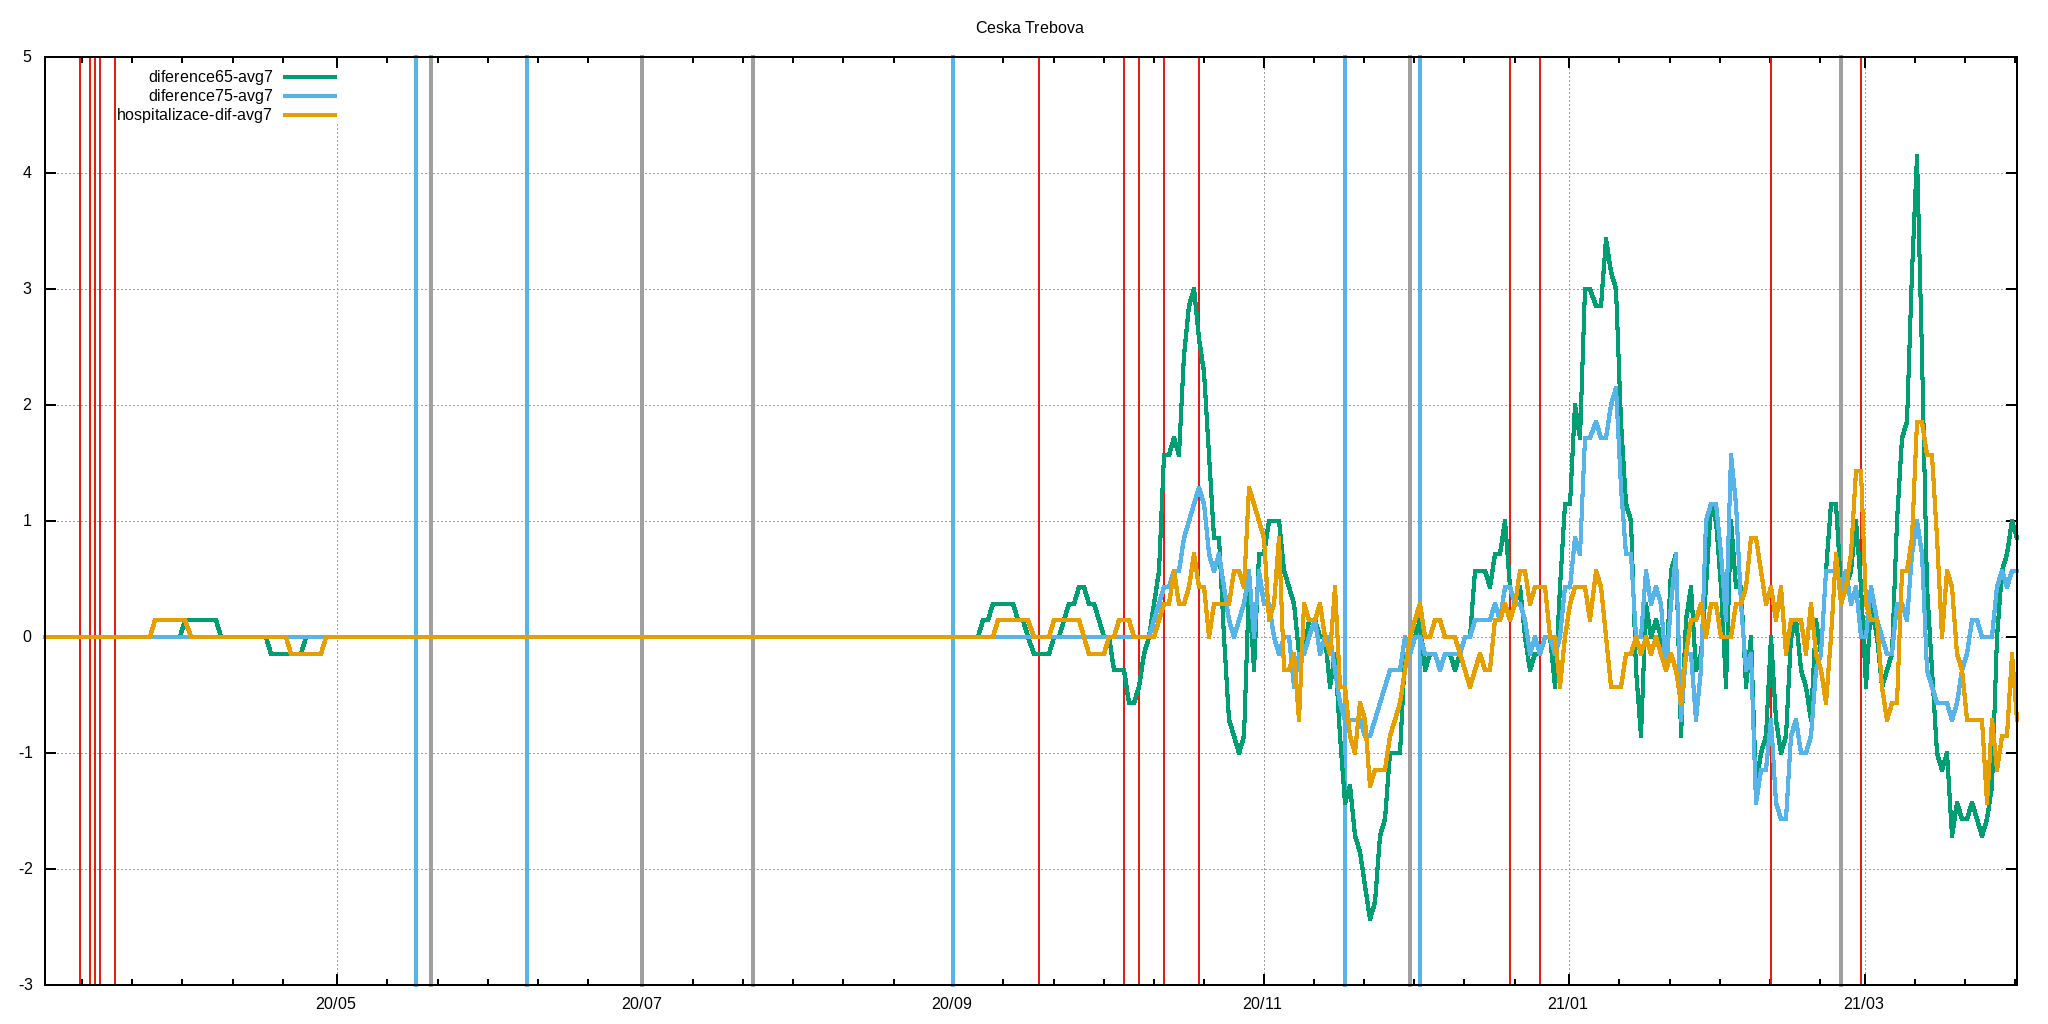 Ceska Trebova
5
diference65-avg7
diference75-avg7
hospitalizace-dif-avg7
4
3
2
1
0
-1
-2
-3
20/05 20/07 20/09 20/11 21/01 21/03